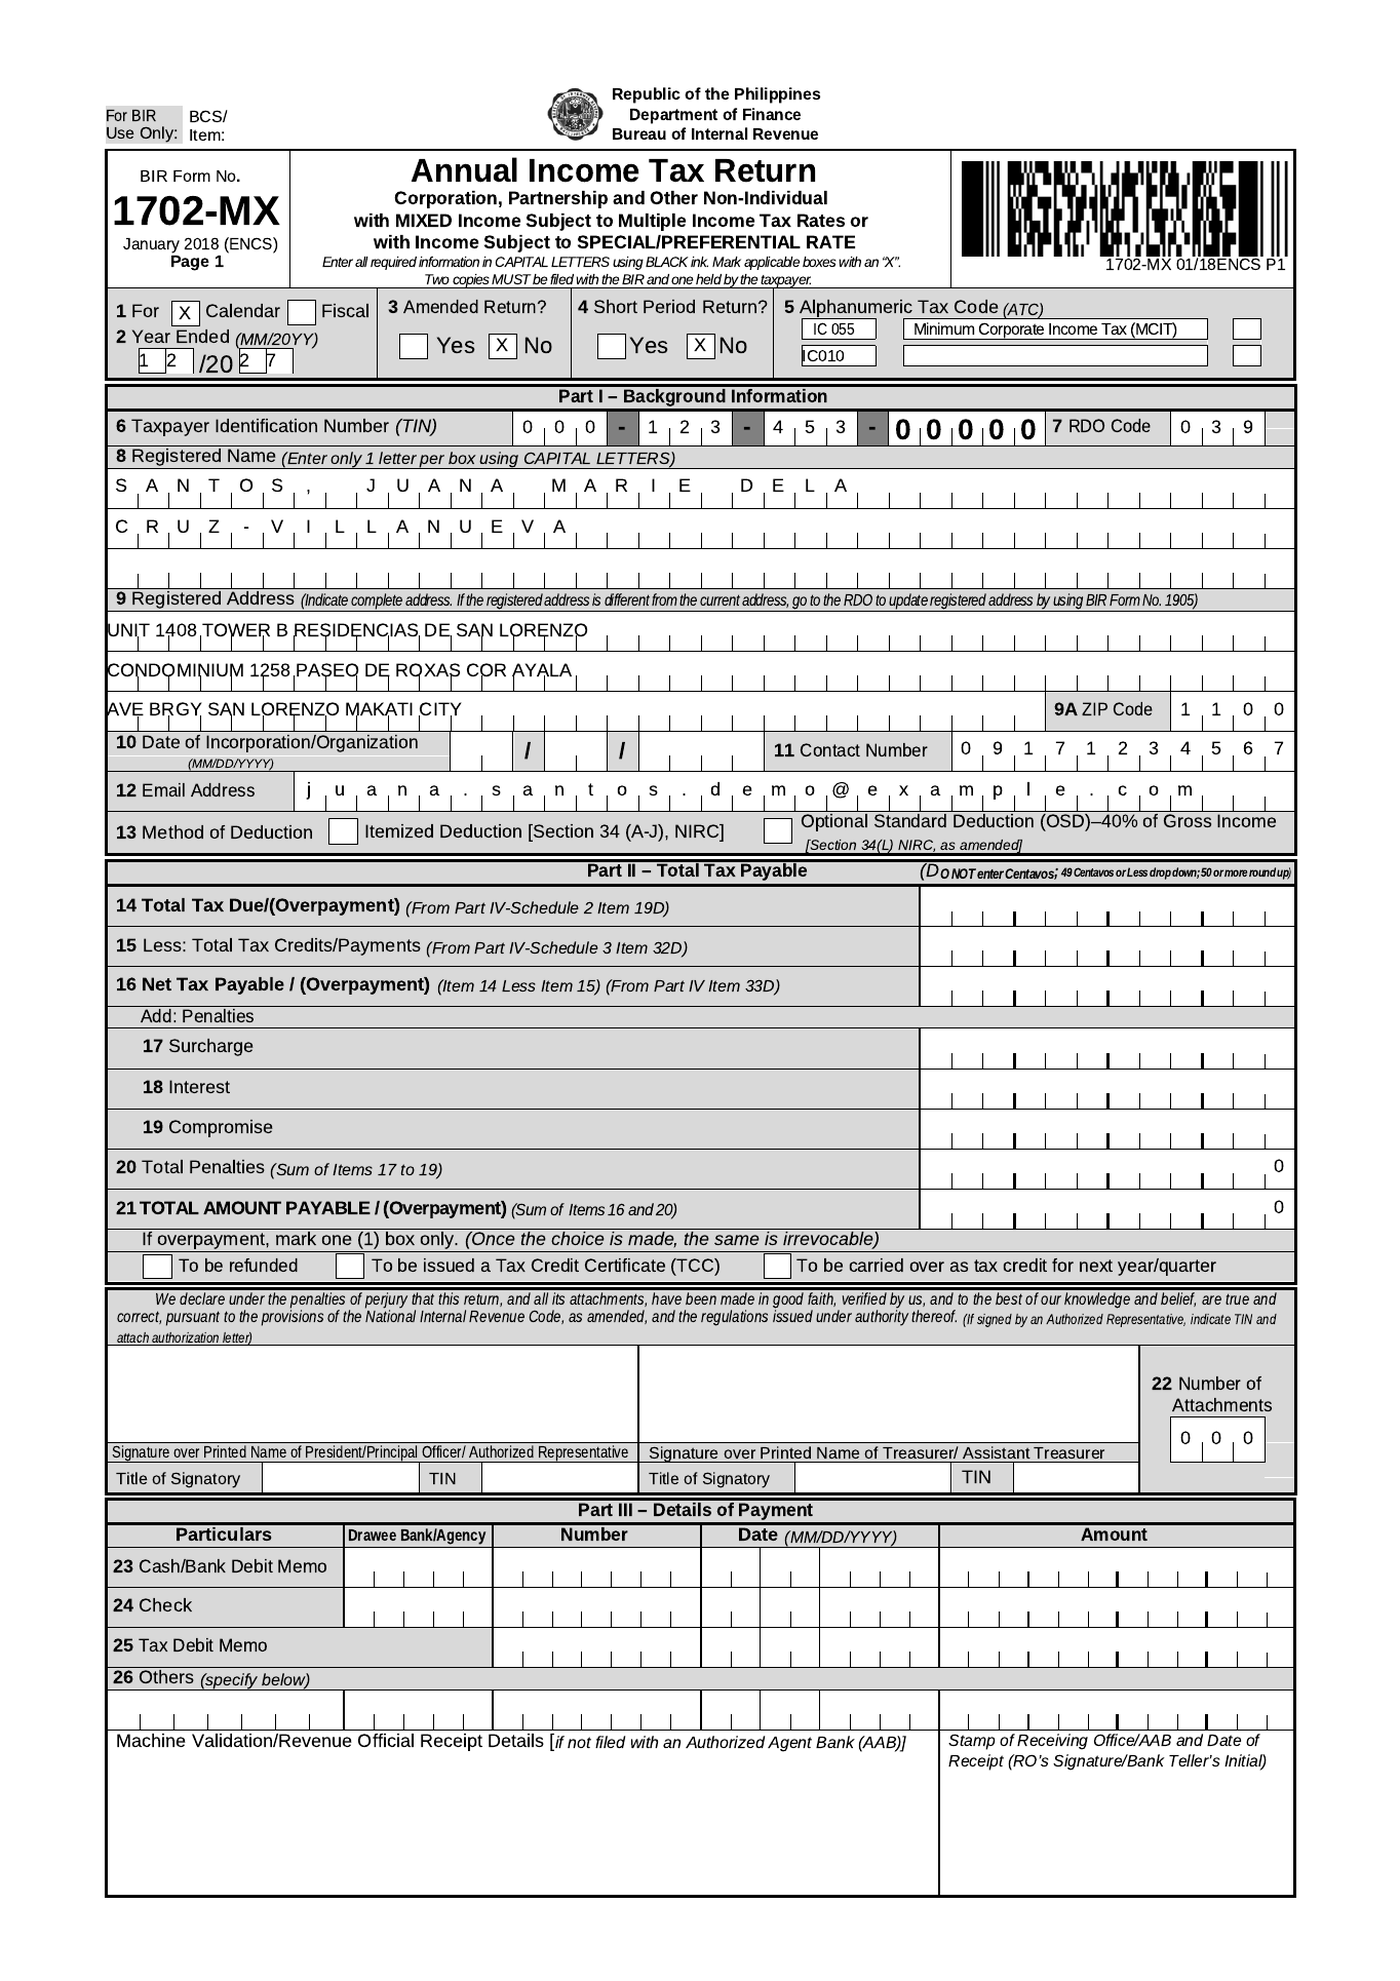 Republic of the Philippines
Department of Finance
Bureau of Internal Revenue
For BIR Use Only:
BCS/ Item:
BIR Form No.
1702-MX
January 2018 (ENCS)
Page 1
Annual Income Tax Return
Corporation, Partnership and Other Non-Individual
with MIXED Income Subject to Multiple Income Tax Rates or
with Income Subject to SPECIAL/PREFERENTIAL RATE
Enter all required information in CAPITAL LETTERS using BLACK ink. Mark applicable boxes with an “X”.
Two copies MUST be filed with the BIR and one held by the taxpayer.
1702-MX 01/18ENCS P1
1 For X Calendar Fiscal
2 Year Ended (MM/20YY)
12 /20 27
3 Amended Return?
Yes X No
4 Short Period Return?
Yes X No
5 Alphanumeric Tax Code (ATC)
IC 055 Minimum Corporate Income Tax (MCIT)
IC010
Part I – Background Information
6 Taxpayer Identification Number (TIN) 000 - 123 - 453 - 00000 7 RDO Code 039
8 Registered Name (Enter only 1 letter per box using CAPITAL LETTERS)
SANTOS, JUANA MARIE DELA
CRUZ-VILLANUEVA
9 Registered Address (Indicate complete address. If the registered address is different from the current address, go to the RDO to update registered address by using BIR Form No. 1905)
UNIT 1408 TOWER B RESIDENCIAS DE SAN LORENZO
CONDOMINIUM 1258 PASEO DE ROXAS COR AYALA
AVE BRGY SAN LORENZO MAKATI CITY 9A ZIP Code 1100
10 Date of Incorporation/Organization (MM/DD/YYYY) / / 11 Contact Number 09171234567
12 Email Address juana.santos.demo@example.com
13 Method of Deduction Itemized Deduction [Section 34 (A-J), NIRC] Optional Standard Deduction (OSD)–40% of Gross Income
[Section 34(L) NIRC, as amended]
Part II – Total Tax Payable (DO NOT enter Centavos; 49 Centavos or Less drop down; 50 or more round up)
14 Total Tax Due/(Overpayment) (From Part IV-Schedule 2 Item 19D)
15 Less: Total Tax Credits/Payments (From Part IV-Schedule 3 Item 32D)
16 Net Tax Payable / (Overpayment) (Item 14 Less Item 15) (From Part IV Item 33D)
Add: Penalties
17 Surcharge
18 Interest
19 Compromise
20 Total Penalties (Sum of Items 17 to 19) 0
21 TOTAL AMOUNT PAYABLE / (Overpayment) (Sum of Items 16 and 20) 0
If overpayment, mark one (1) box only. (Once the choice is made, the same is irrevocable)
To be refunded To be issued a Tax Credit Certificate (TCC) To be carried over as tax credit for next year/quarter
We declare under the penalties of perjury that this return, and all its attachments, have been made in good faith, verified by us, and to the best of our knowledge and belief, are true and
correct, pursuant to the provisions of the National Internal Revenue Code, as amended, and the regulations issued under authority thereof. (If signed by an Authorized Representative, indicate TIN and
attach authorization letter)
22 Number of
Attachments
000
Signature over Printed Name of President/Principal Officer/ Authorized Representative Signature over Printed Name of Treasurer/ Assistant Treasurer
Title of Signatory TIN Title of Signatory TIN
Part III – Details of Payment
Particulars Drawee Bank/Agency Number Date (MM/DD/YYYY) Amount
23 Cash/Bank Debit Memo
24 Check
25 Tax Debit Memo
26 Others (specify below)
Machine Validation/Revenue Official Receipt Details [if not filed with an Authorized Agent Bank (AAB)]
Stamp of Receiving Office/AAB and Date of
Receipt (RO's Signature/Bank Teller's Initial)